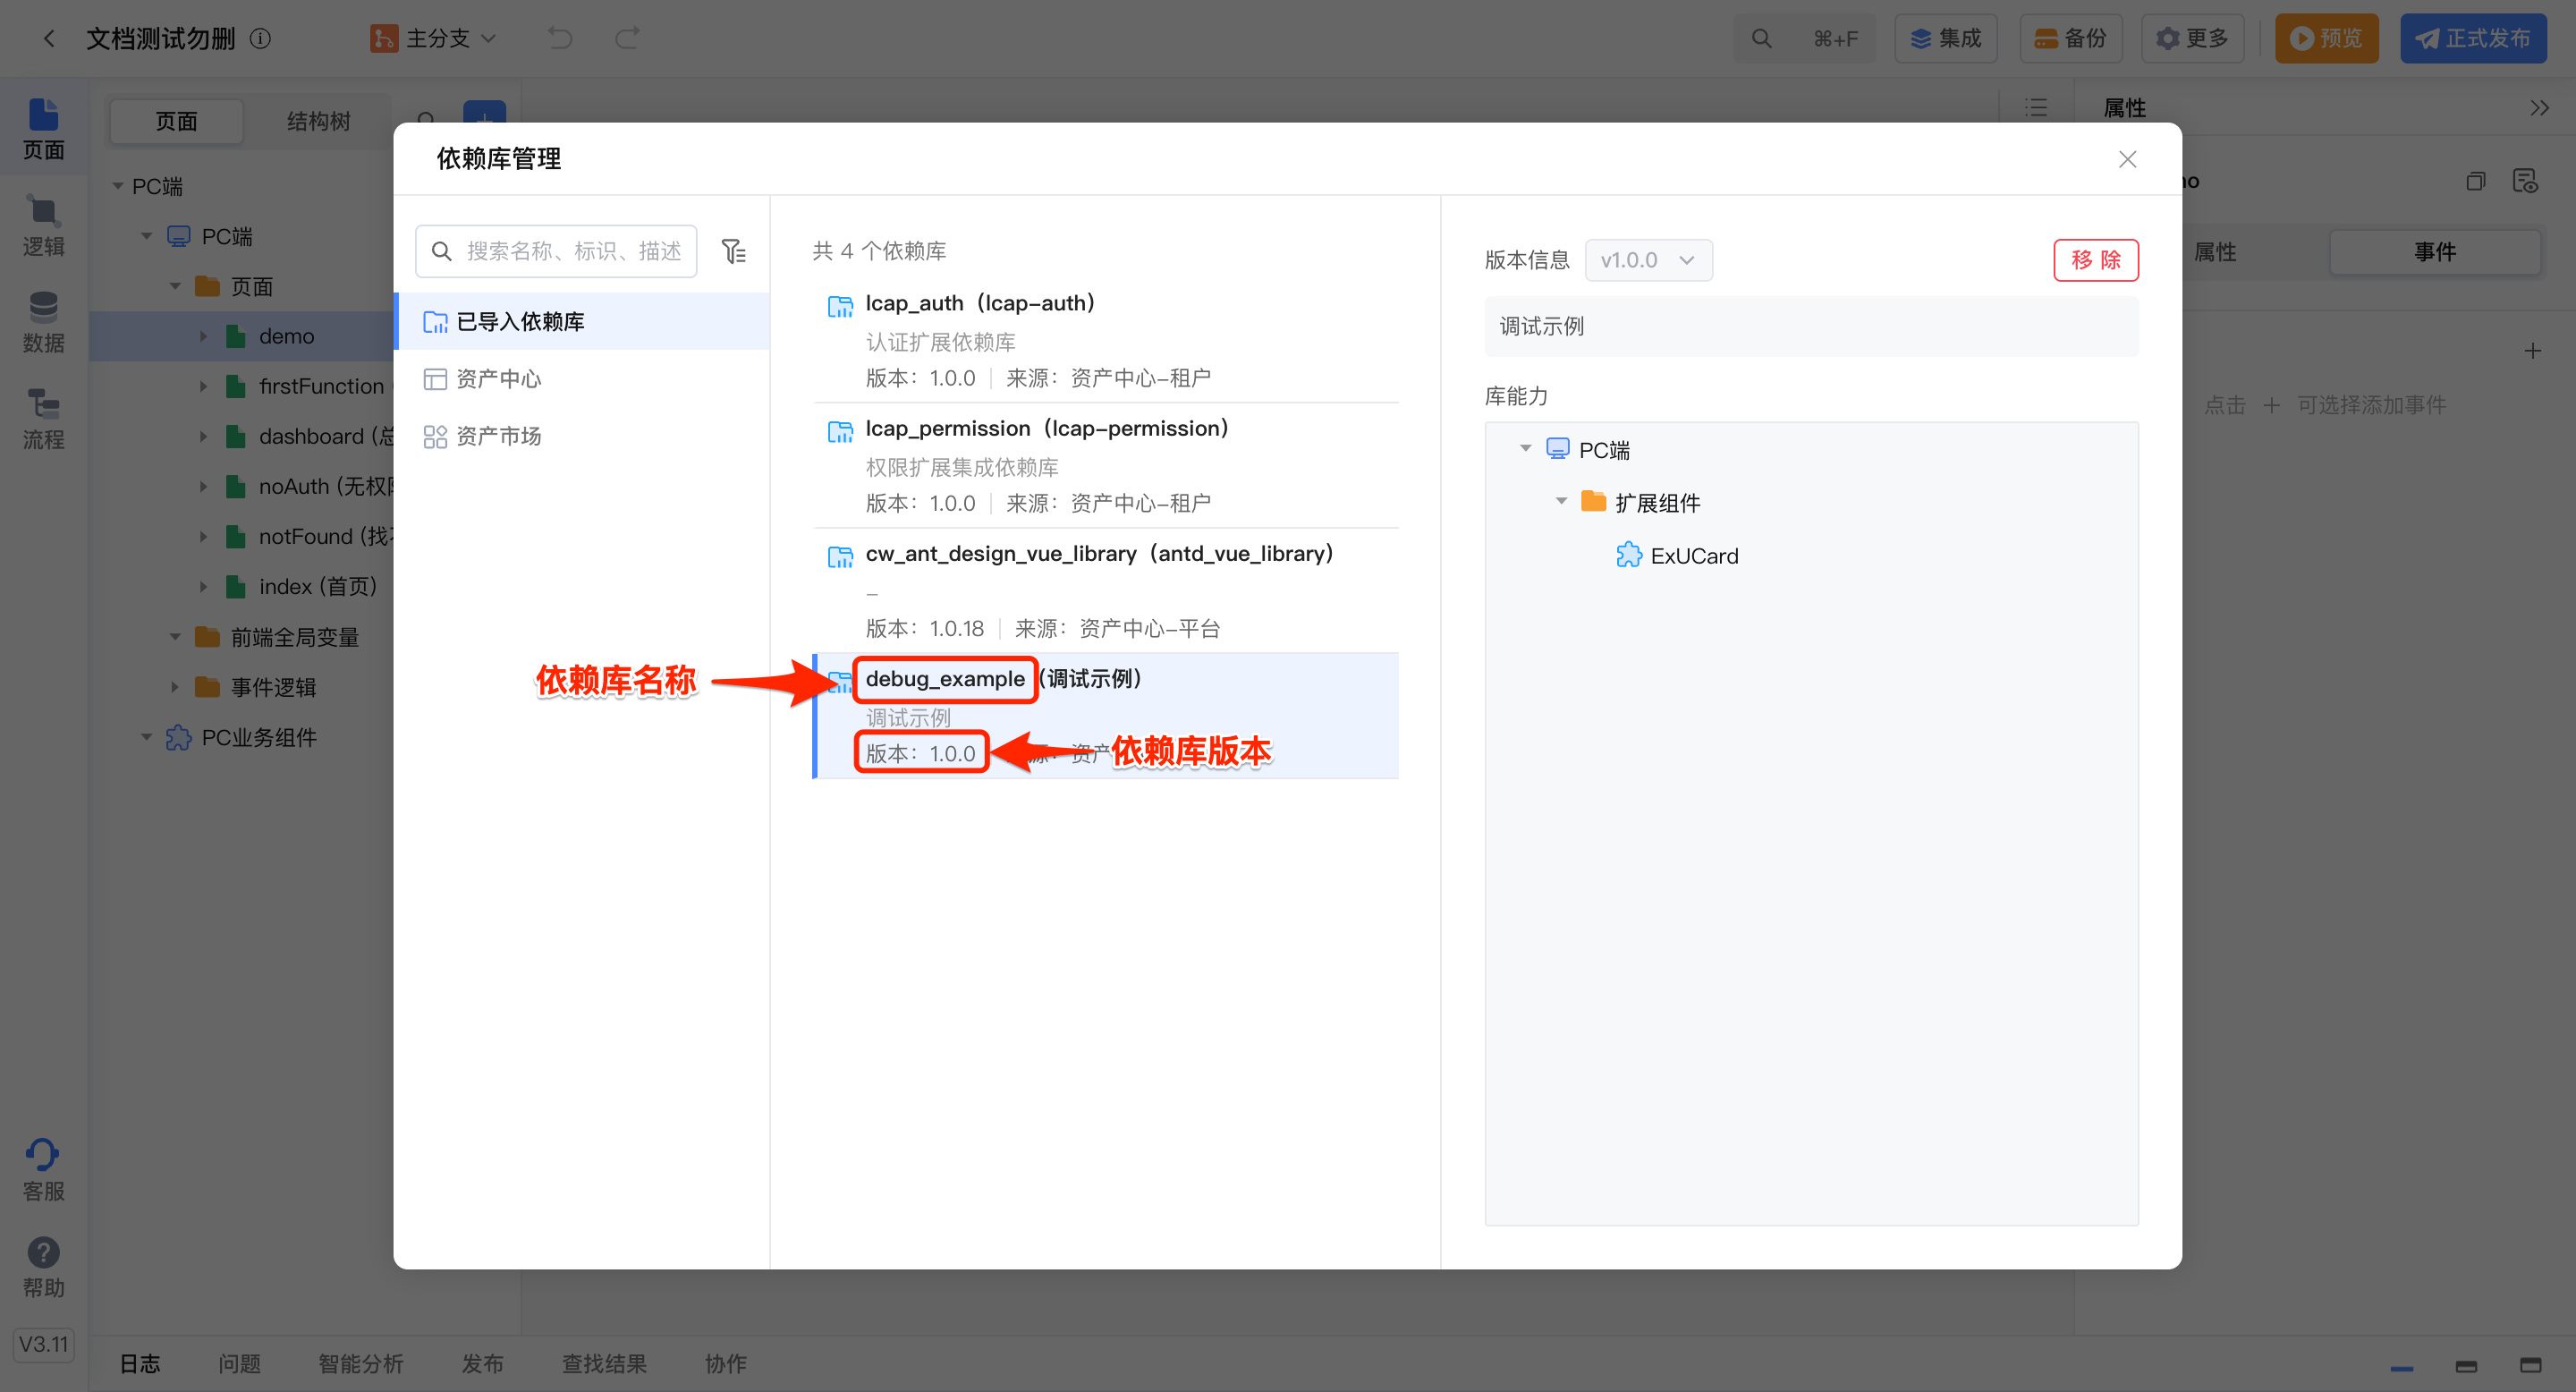 文档测试勿删
主分支
⌘+F
集成
备份
更多
预览
正式发布
页面
逻辑
数据
流程
客服
帮助
V3.11
页面 结构树
PC端
PC端
页面
demo
firstFunction
dashboard (总
noAuth (无权限
notFound (找不
index (首页)
前端全局变量
事件逻辑
PC业务组件
依赖库管理
搜索名称、标识、描述
已导入依赖库
资产中心
资产市场
共 4 个依赖库
lcap_auth（lcap-auth）
认证扩展依赖库
版本：1.0.0 | 来源：资产中心-租户
lcap_permission（lcap-permission）
权限扩展集成依赖库
版本：1.0.0 | 来源：资产中心-租户
cw_ant_design_vue_library（antd_vue_library）
–
版本：1.0.18 | 来源：资产中心-平台
依赖库名称
debug_example（调试示例）
调试示例
版本：1.0.0
源：资产
依赖库版本
版本信息 v1.0.0
移 除
调试示例
库能力
PC端
扩展组件
ExUCard
属性
no
属性 事件
点击 + 可选择添加事件
日志 问题 智能分析 发布 查找结果 协作